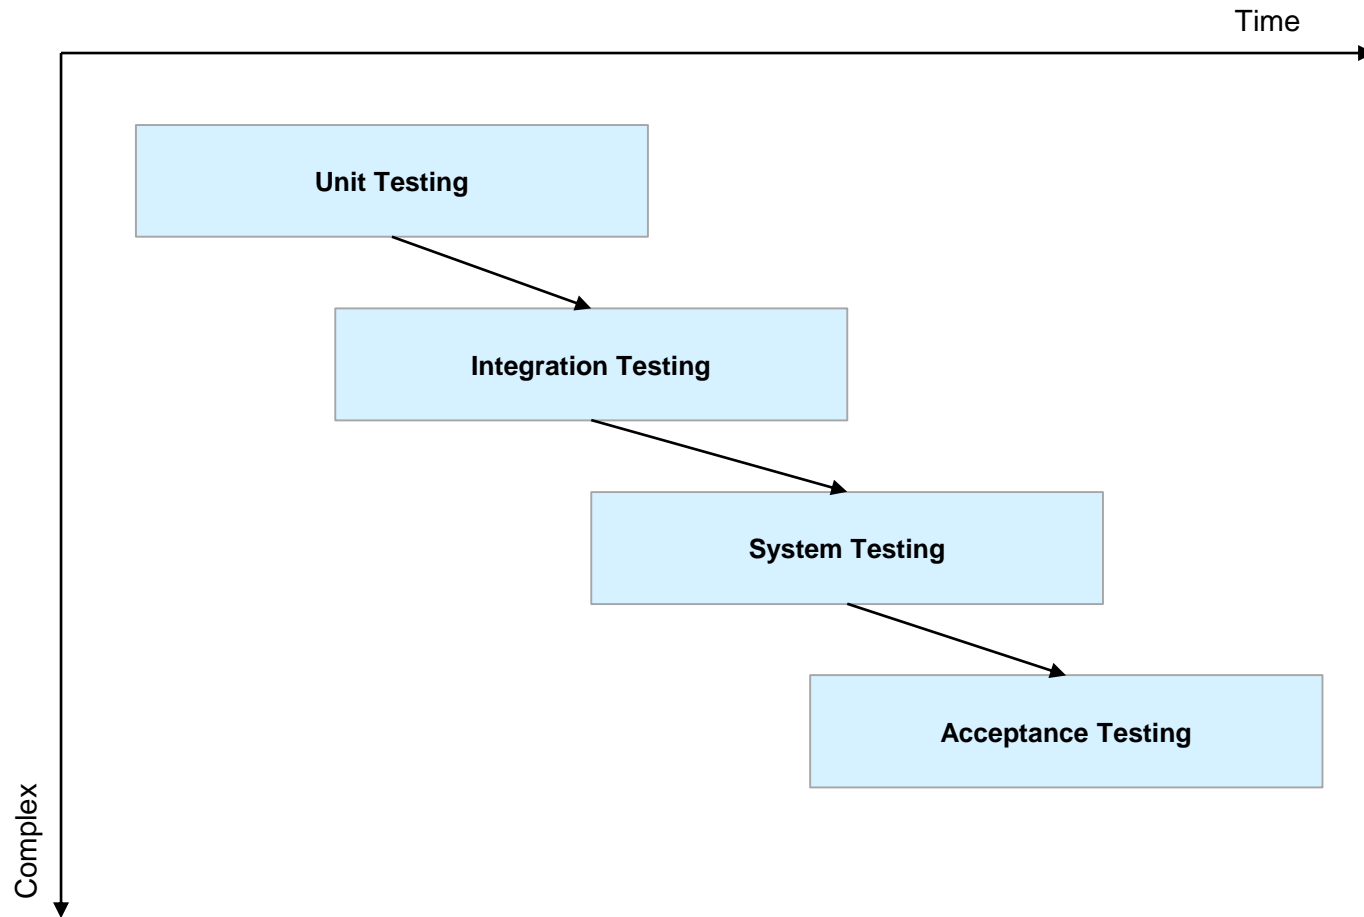 Time
Unit Testing
Integration Testing
System Testing
Acceptance Testing
Complex